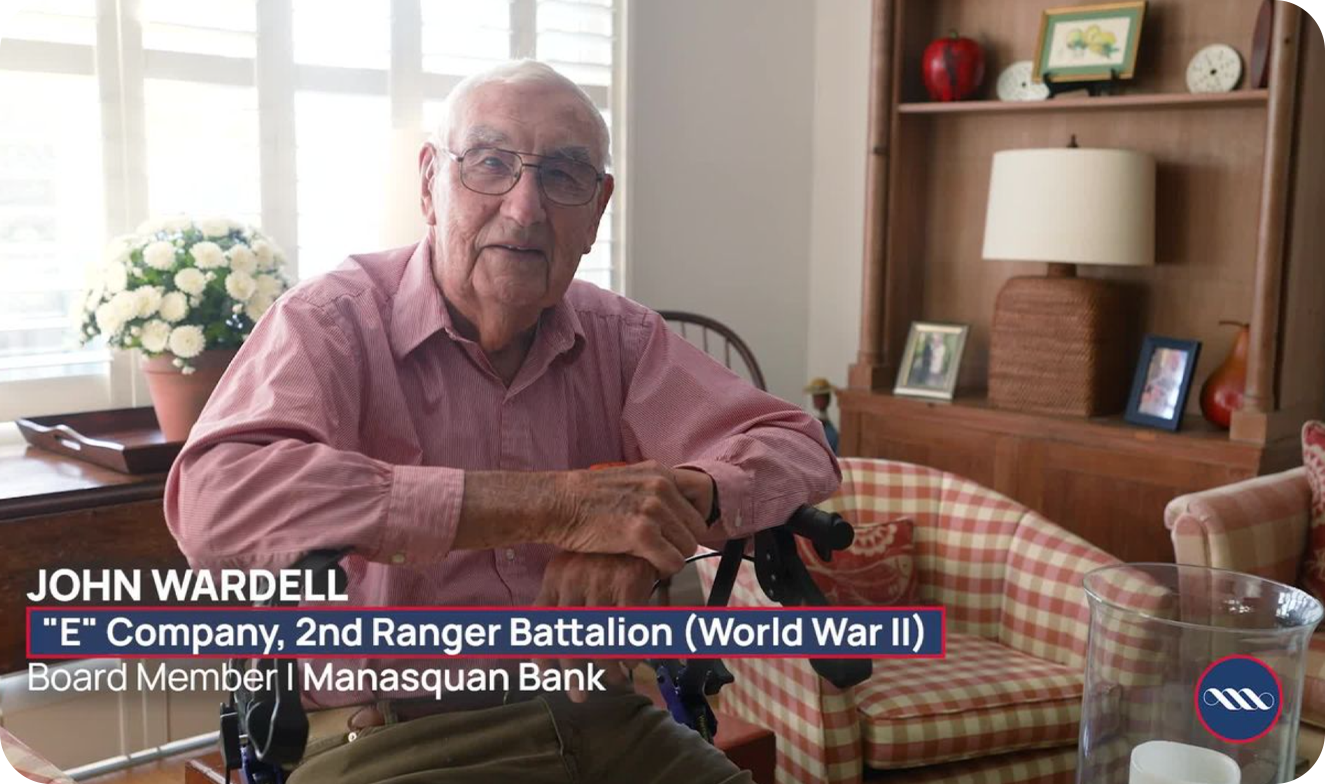 JOHN WARDELL
"E" Company, 2nd Ranger Battalion (World War II)
Board Member | Manasquan Bank